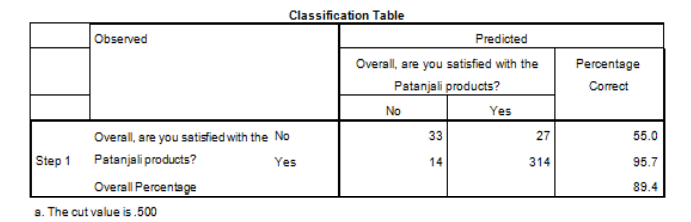 Classification Table
Observed Predicted
Overall, are you satisfied with the Percentage
Patanjali products? Correct
No Yes
Overall, are you satisfied with the No 33 27 55.0
Step 1 Patanjali products? Yes 14 314 95.7
Overall Percentage 89.4
a. The cut value is .500